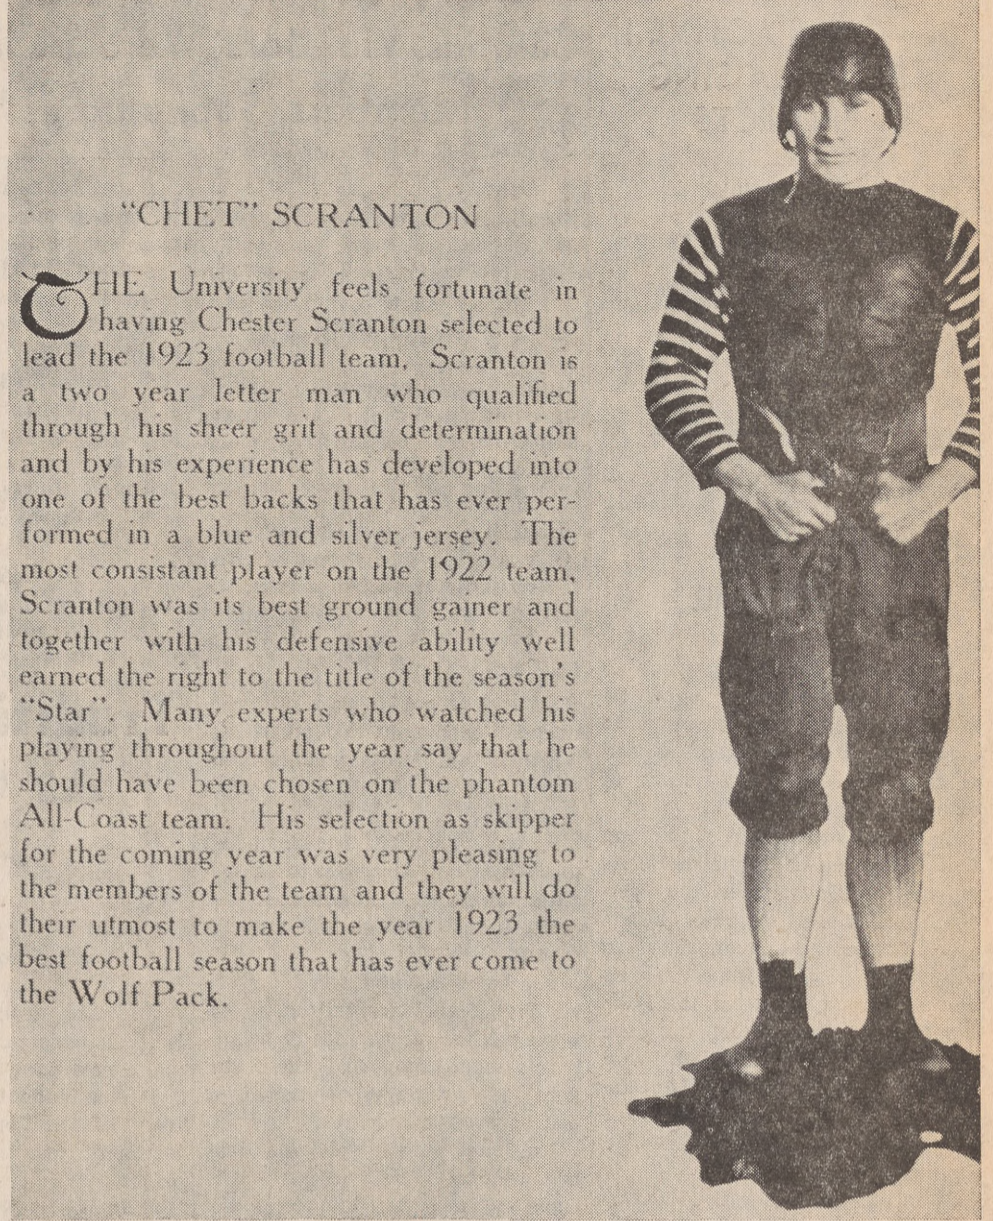 "CHET" SCRANTON
THE University feels fortunate in
having Chester Scranton selected to
lead the 1923 football team, Scranton is
a two year letter man who qualified
through his sheer grit and determination
and by his experience has developed into
one of the best backs that has ever per-
formed in a blue and silver jersey. The
most consistant player on the 1922 team,
Scranton was its best ground gainer and
together with his defensive ability well
earned the right to the title of the season's
"Star". Many experts who watched his
playing throughout the year say that he
should have been chosen on the phantom
All-Coast team. His selection as skipper
for the coming year was very pleasing to
the members of the team and they will do
their utmost to make the year 1923 the
best football season that has ever come to
the Wolf Pack.